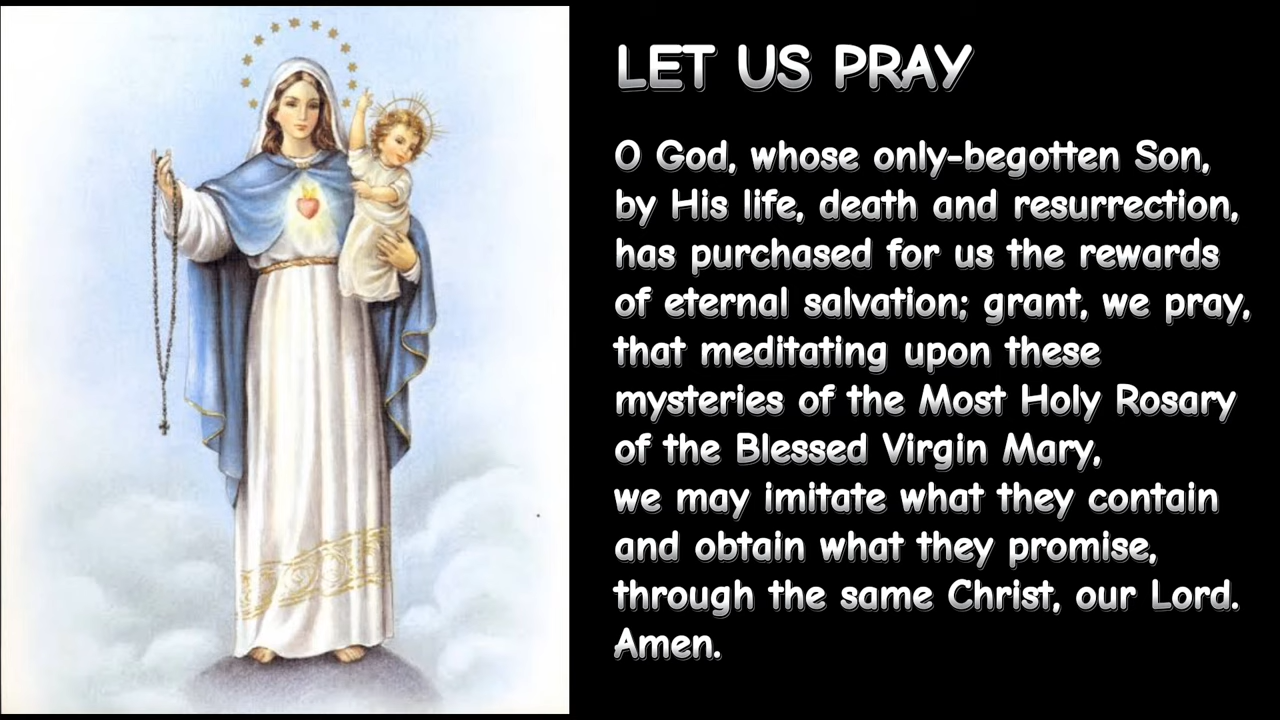 LET US PRAY
O God, whose only-begotten Son,
by His life, death and resurrection,
has purchased for us the rewards
of eternal salvation; grant, we pray,
that meditating upon these
mysteries of the Most Holy Rosary
of the Blessed Virgin Mary,
we may imitate what they contain
and obtain what they promise,
through the same Christ, our Lord.
Amen.